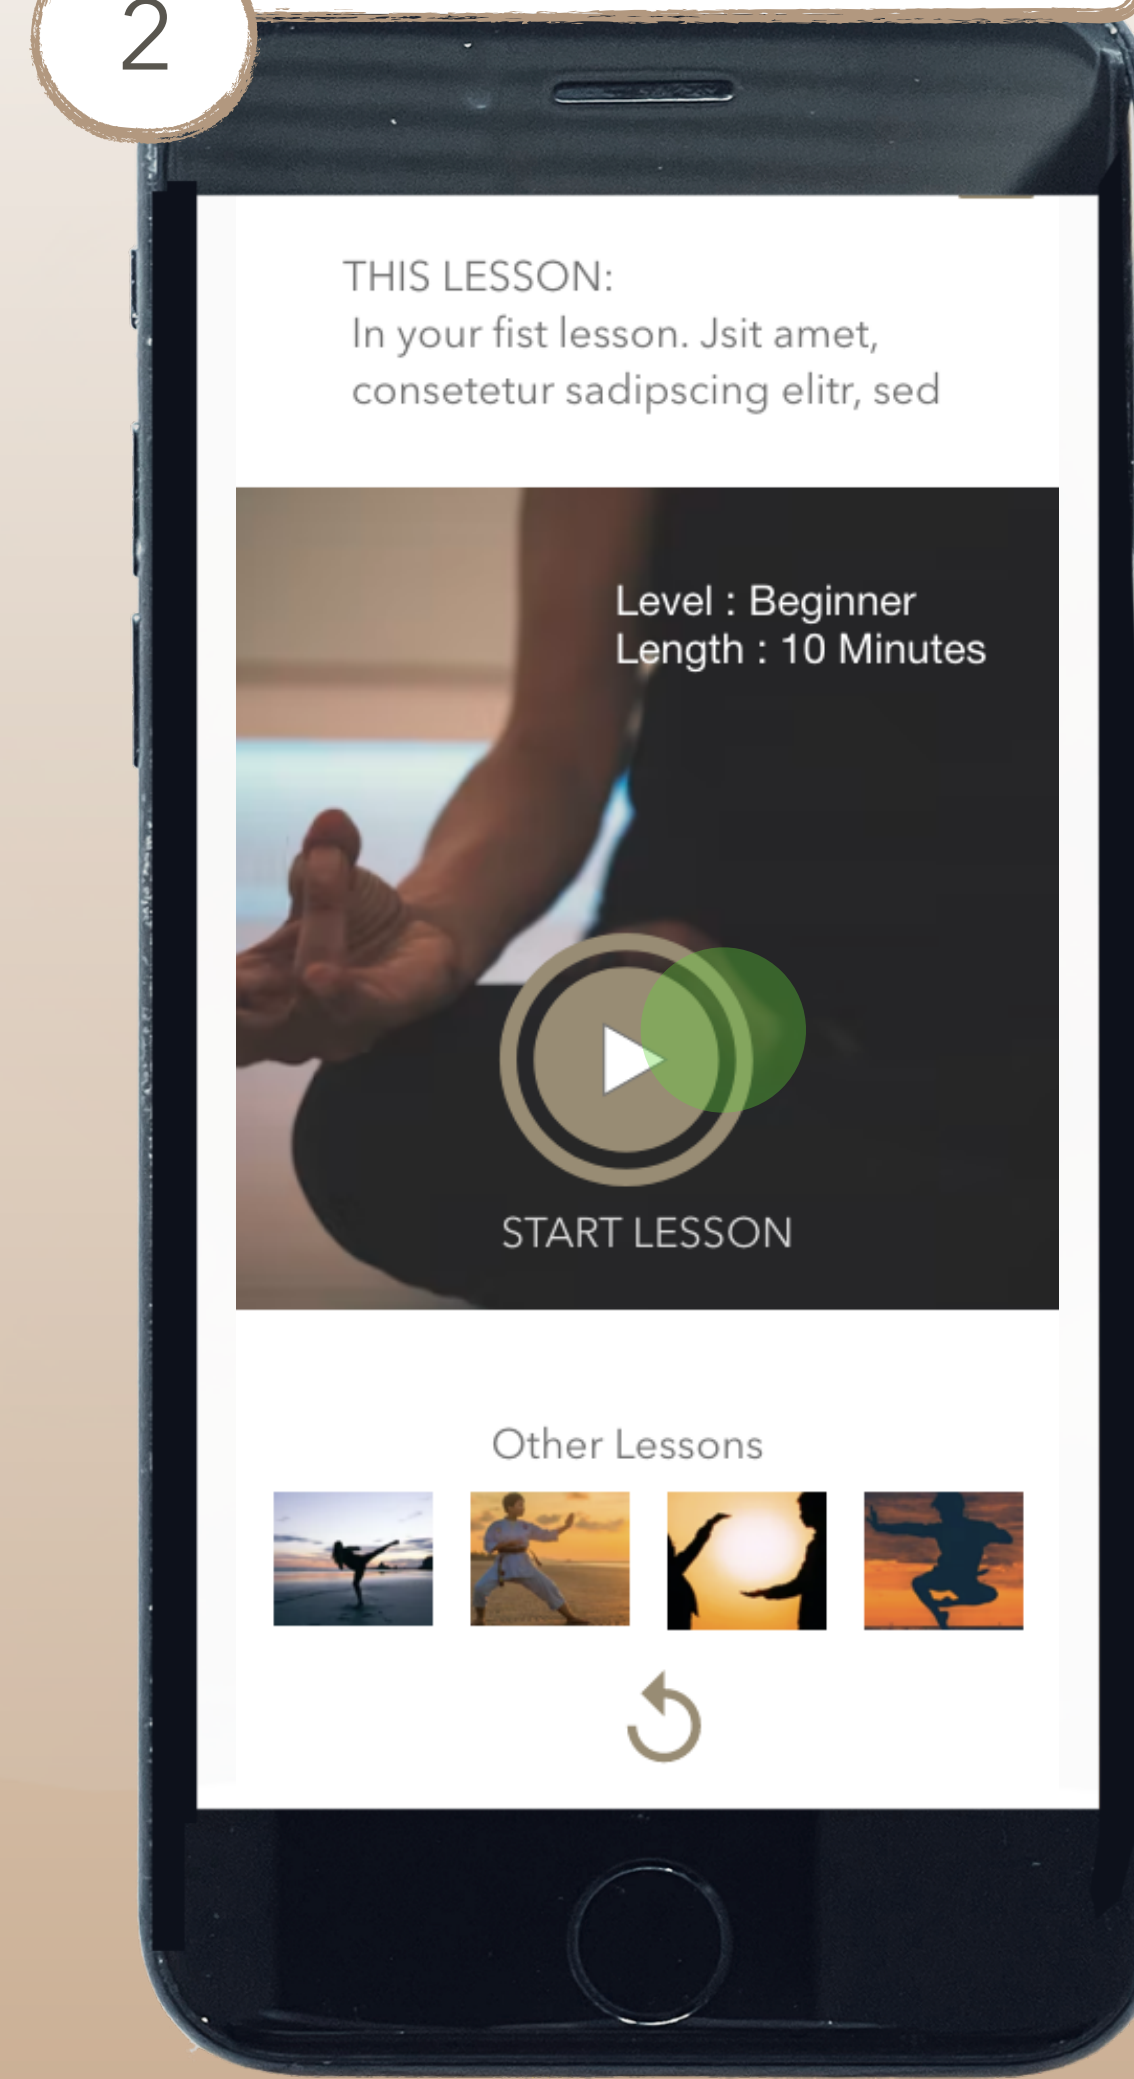 2
THIS LESSON:
In your fist lesson. Jsit amet,
consetetur sadipscing elitr, sed
Level : Beginner
Length : 10 Minutes
START LESSON
Other Lessons